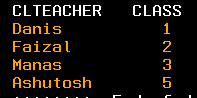 CLTEACHER CLASS
Danis 1
Faizal 2
Manas 3
Ashutosh 5